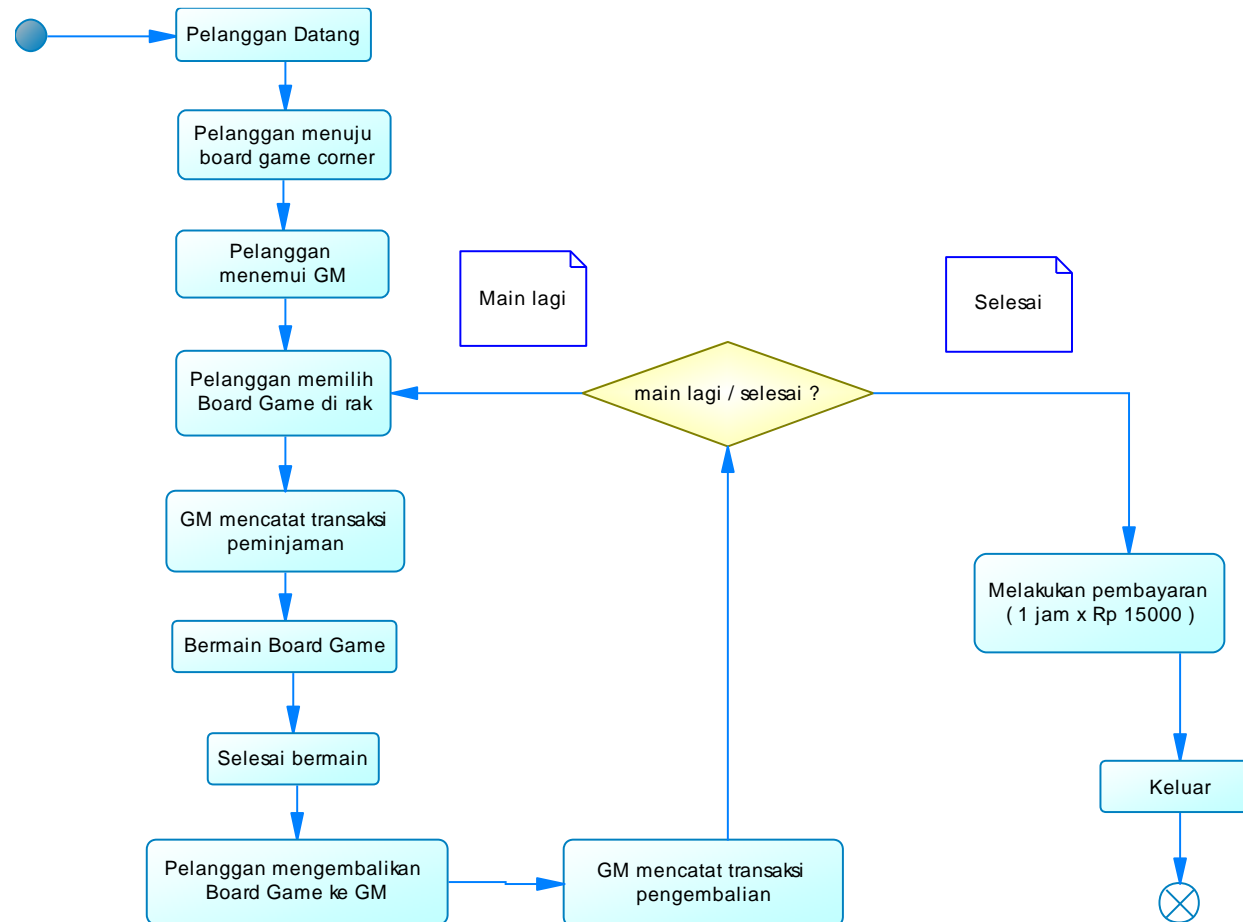 Pelanggan Datang
Pelanggan menuju
board game corner
Pelanggan
menemui GM
Main lagi
Selesai
Pelanggan memilih
Board Game di rak
main lagi / selesai ?
GM mencatat transaksi
peminjaman
Bermain Board Game
Selesai bermain
Pelanggan mengembalikan
Board Game ke GM
GM mencatat transaksi
pengembalian
Melakukan pembayaran
( 1 jam x Rp 15000 )
Keluar